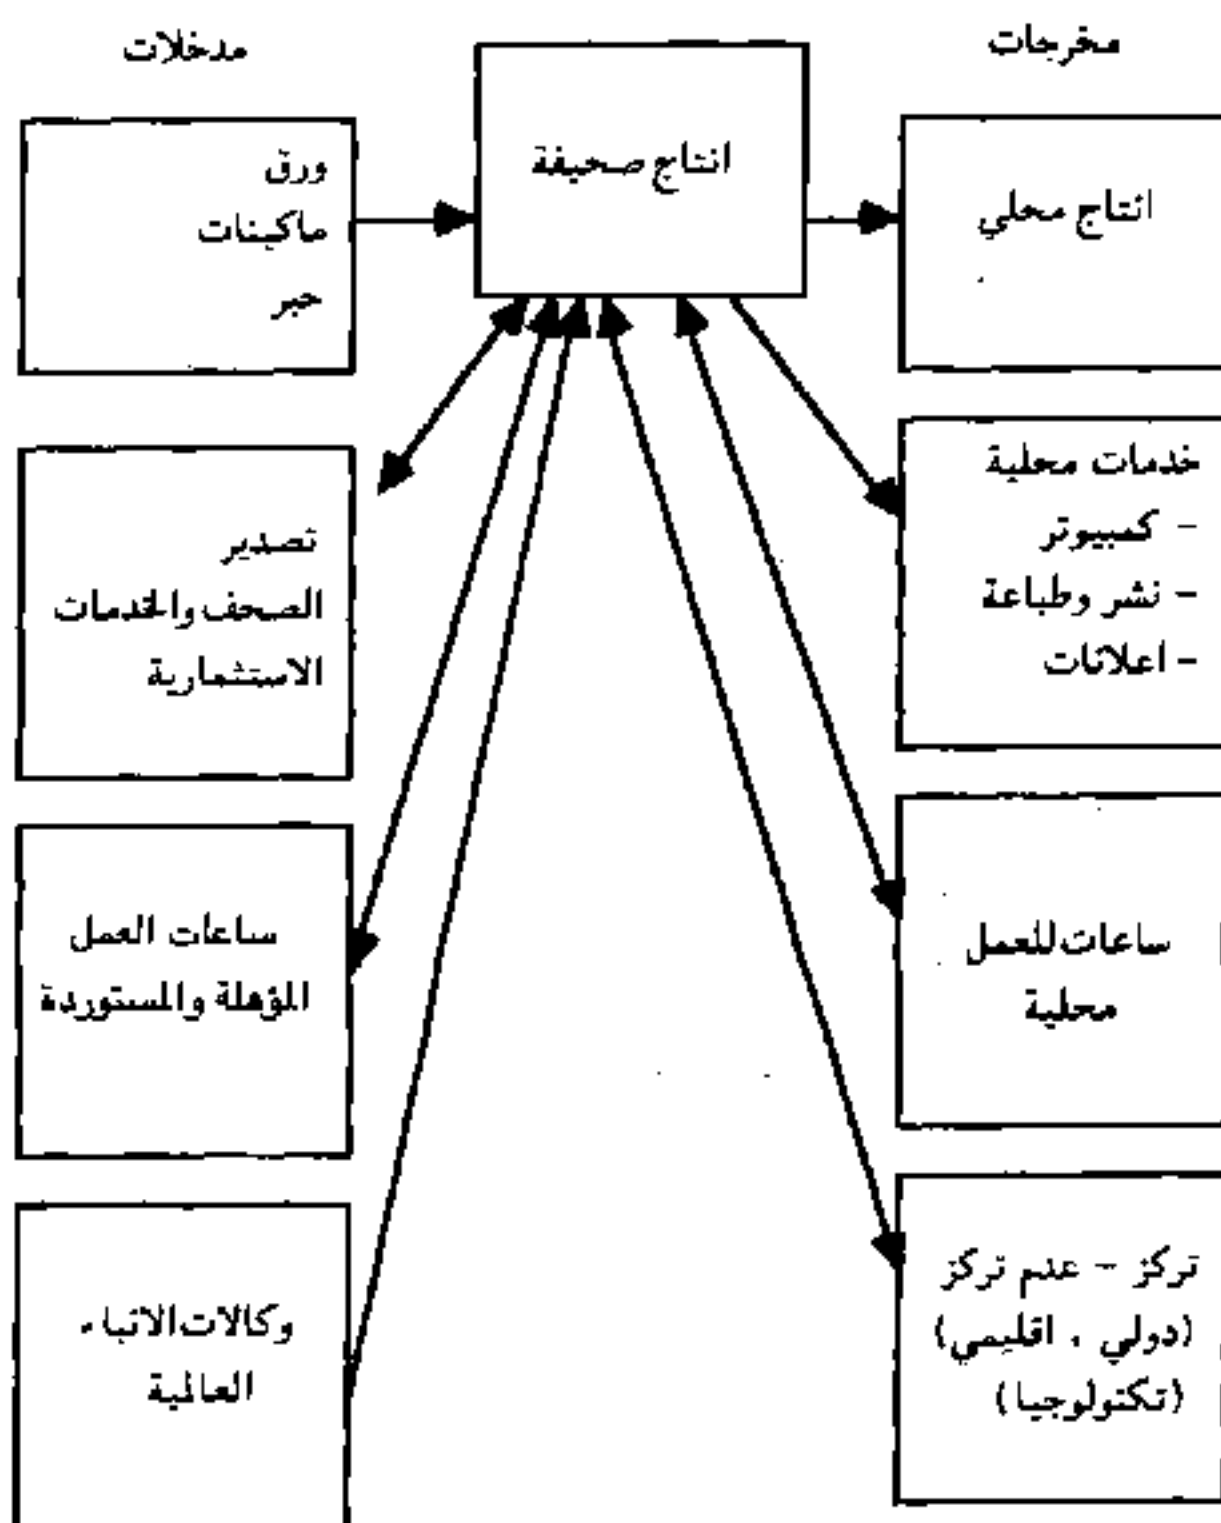 مدخلات
ورق
ماكينات
حبر
تصدير
الصحف والخدمات
الاستثمارية
ساعات العمل
المؤهلة والمستوردة
وكالات الانباء
العالمية
انتاج صحيفة
مخرجات
انتاج محلي
خدمات محلية
- كمبيوتر
- نشر وطباعة
- اعلانات
ساعات للعمل
محلية
تركز - عدم تركز
(دولي ، اقليمي)
(تكنولوجيا)